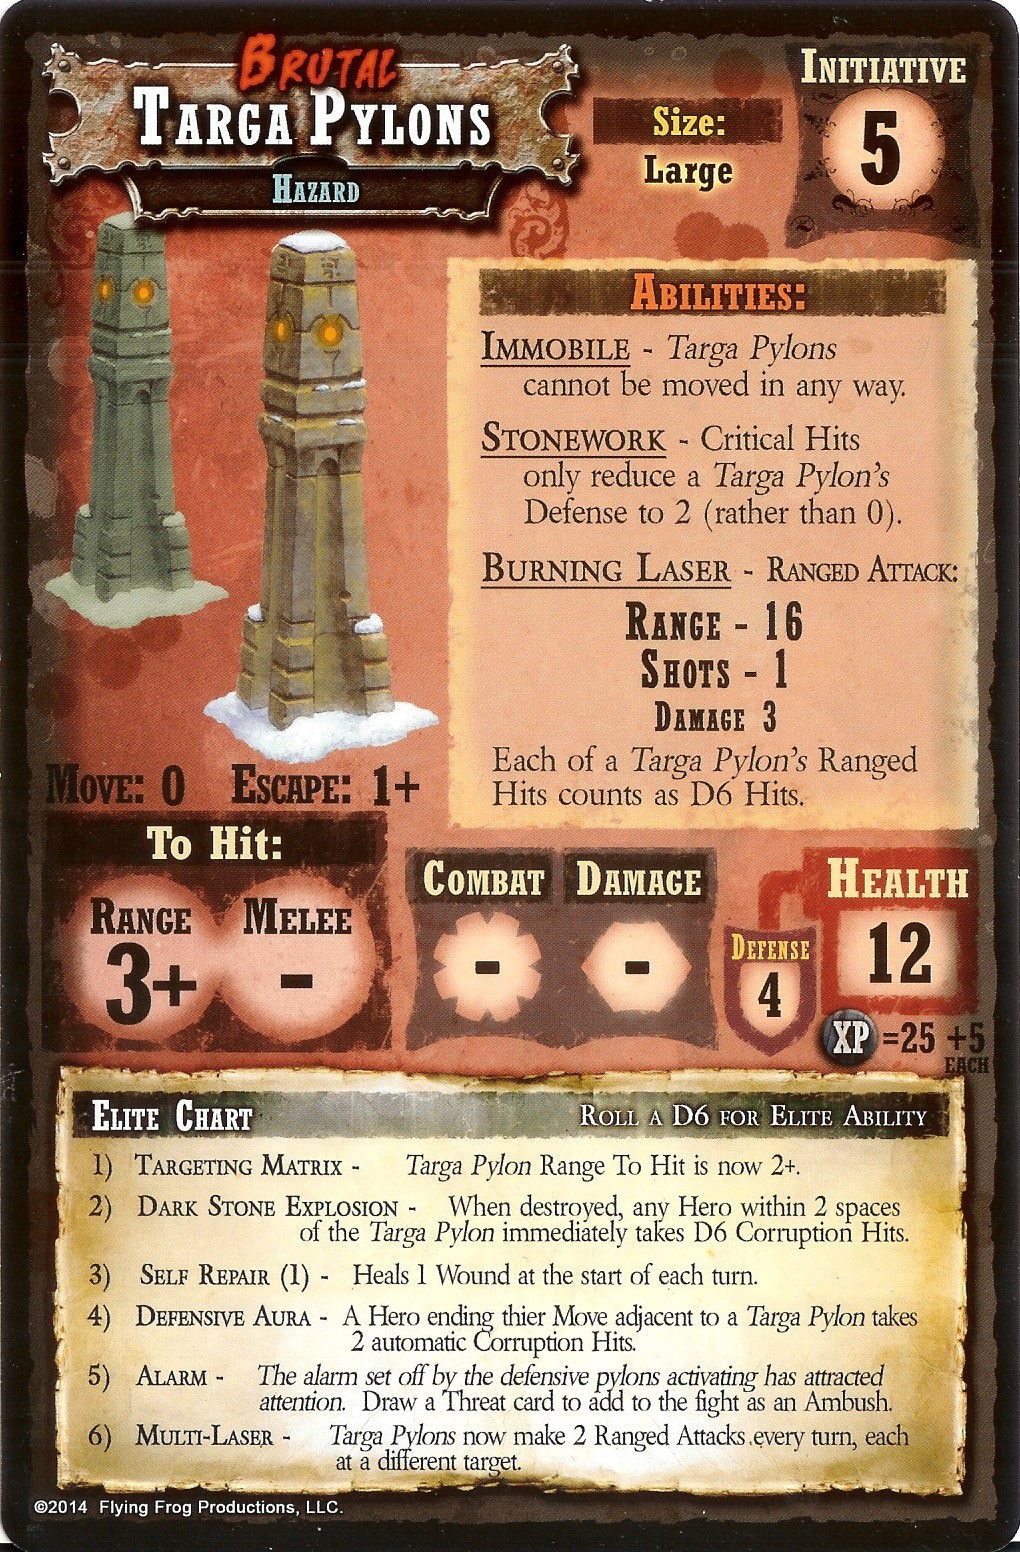 BRUTAL
TARGA PYLONS
HAZARD
Size:
Large
INITIATIVE
5
ABILITIES:
IMMOBILE - Targa Pylons
cannot be moved in any way.
STONEWORK - Critical Hits
only reduce a Targa Pylon's
Defense to 2 (rather than 0).
BURNING LASER - RANGED ATTACK:
RANGE - 16
SHOTS - 1
DAMAGE 3
Each of a Targa Pylon's Ranged
Hits counts as D6 Hits.
MOVE: 0 ESCAPE: 1+
To Hit:
RANGE
3+
MELEE
-
COMBAT
-
DAMAGE
-
DEFENSE
4
HEALTH
12
XP =25 +5
EACH
ELITE CHART ROLL A D6 FOR ELITE ABILITY
1) TARGETING MATRIX - Targa Pylon Range To Hit is now 2+.
2) DARK STONE EXPLOSION - When destroyed, any Hero within 2 spaces
of the Targa Pylon immediately takes D6 Corruption Hits.
3) SELF REPAIR (1) - Heals 1 Wound at the start of each turn.
4) DEFENSIVE AURA - A Hero ending thier Move adjacent to a Targa Pylon takes
2 automatic Corruption Hits.
5) ALARM - The alarm set off by the defensive pylons activating has attracted
attention. Draw a Threat card to add to the fight as an Ambush.
6) MULTI-LASER - Targa Pylons now make 2 Ranged Attacks every turn, each
at a different target.
©2014 Flying Frog Productions, LLC.